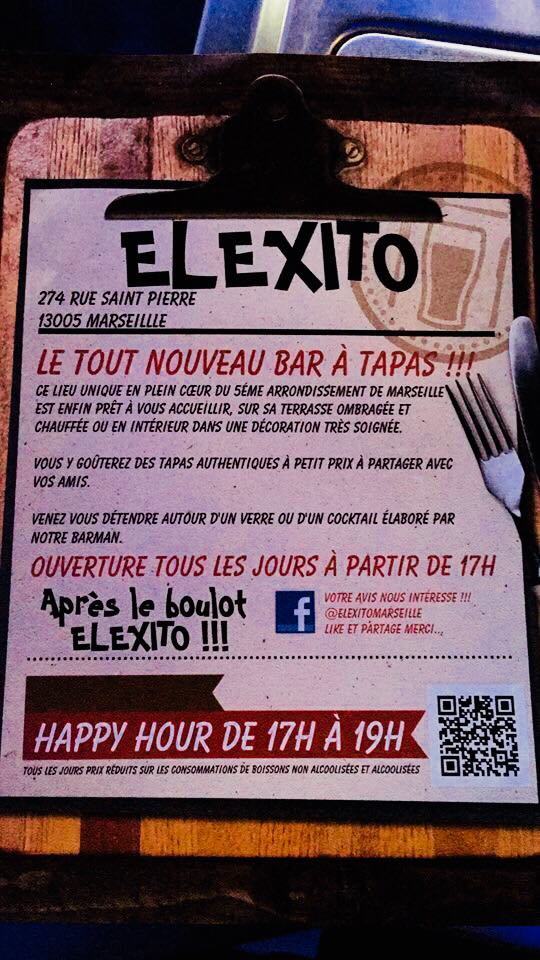 ELEXITO
274 RUE SAINT PIERRE
13005 MARSEILLLE
LE TOUT NOUVEAU BAR À TAPAS !!!
CE LIEU UNIQUE EN PLEIN CŒUR DU 5ÉME ARRONDISSEMENT DE MARSEILLE
EST ENFIN PRÊT À VOUS ACCUEILLIR, SUR SA TERRASSE OMBRAGÉE ET
CHAUFFÉE OU EN INTÉRIEUR DANS UNE DÉCORATION TRÈS SOIGNÉE.
VOUS Y GOÛTEREZ DES TAPAS AUTHENTIQUES À PETIT PRIX À PARTAGER AVEC
VOS AMIS.
VENEZ VOUS DÉTENDRE AUTOUR D'UN VERRE OU D'UN COCKTAIL ÉLABORÉ PAR
NOTRE BARMAN.
OUVERTURE TOUS LES JOURS À PARTIR DE 17H
Après le boulot
ELEXITO !!!
f
VOTRE AVIS NOUS INTÉRESSE !!!
@ELEXITOMARSEILLE
LIKE ET PARTAGE MERCI...
HAPPY HOUR DE 17H À 19H
TOUS LES JOURS PRIX RÉDUITS SUR LES CONSOMMATIONS DE BOISSONS NON ALCOOLISÉES ET ALCOOLISÉES